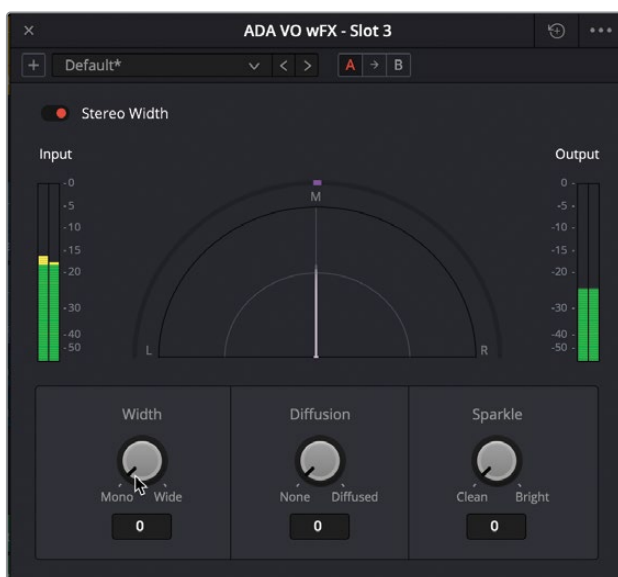 ADA VO wFX - Slot 3
Default*
A
B
Stereo Width
Input
Output
-0
-5
-10
-15
-20
-30
-40
-50
M
L
R
0 -
-5 -
-10 -
-15 -
-20 -
-30 -
-40 -
-50 -
Width
Diffusion
Sparkle
Mono
Wide
None
Diffused
Clean
Bright
0
0
0